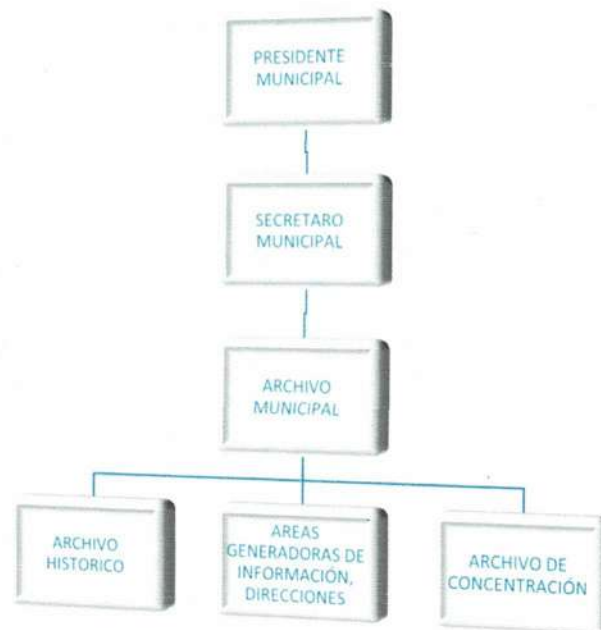 PRESIDENTE
MUNICIPAL
SECRETARO
MUNICIPAL
ARCHIVO
MUNICIPAL
ARCHIVO
HISTORICO
AREAS
GENERADORAS DE
INFORMACIÓN,
DIRECCIONES
ARCHIVO DE
CONCENTRACIÓN